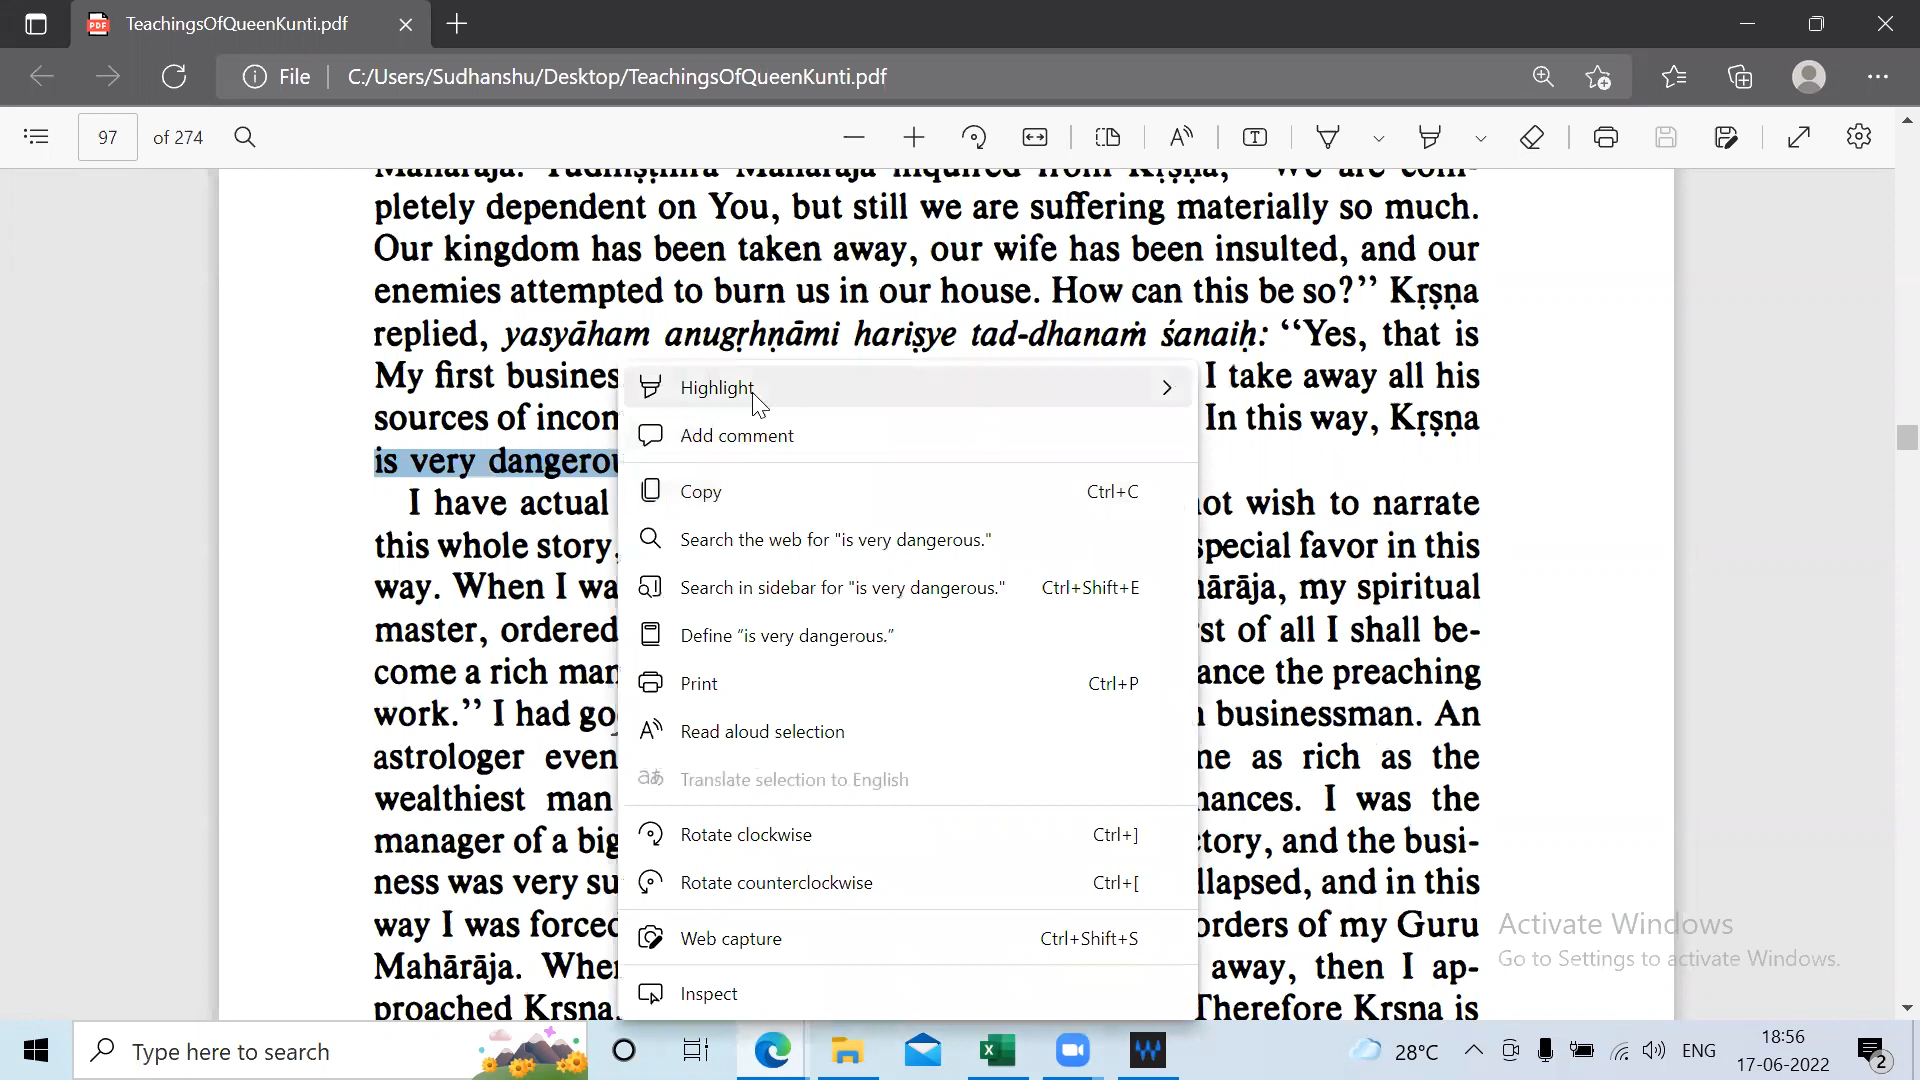 TeachingsOfQueenKunti.pdf
File
C:/Users/Sudhanshu/Desktop/TeachingsOfQueenKunti.pdf
97 of 274
pletely dependent on You, but still we are suffering materially so much.
Our kingdom has been taken away, our wife has been insulted, and our
enemies attempted to burn us in our house. How can this be so?’’ Kṛṣṇa
replied, yasyāham anugṛhṇāmi hariṣye tad-dhanaṁ śanaiḥ: ‘‘Yes, that is
My first busines I take away all his
sources of incon In this way, Kṛṣṇa
is very dangerou
I have actual ot wish to narrate
this whole story, special favor in this
way. When I wa ārāja, my spiritual
master, ordered st of all I shall be-
come a rich man ance the preaching
work.’’ I had go businessman. An
astrologer even me as rich as the
wealthiest man ances. I was the
manager of a big tory, and the busi-
ness was very su llapsed, and in this
way I was forced orders of my Guru
Mahārāja. When away, then I ap-
proached Kṛṣṇa. Therefore Kṛṣṇa is
Highlight
Add comment
Copy Ctrl+C
Search the web for "is very dangerous."
Search in sidebar for "is very dangerous." Ctrl+Shift+E
Define “is very dangerous.”
Print Ctrl+P
Read aloud selection
Translate selection to English
Rotate clockwise Ctrl+]
Rotate counterclockwise Ctrl+[
Web capture Ctrl+Shift+S
Inspect
Activate Windows
Go to Settings to activate Windows.
Type here to search
28°C
ENG
18:56
17-06-2022
2